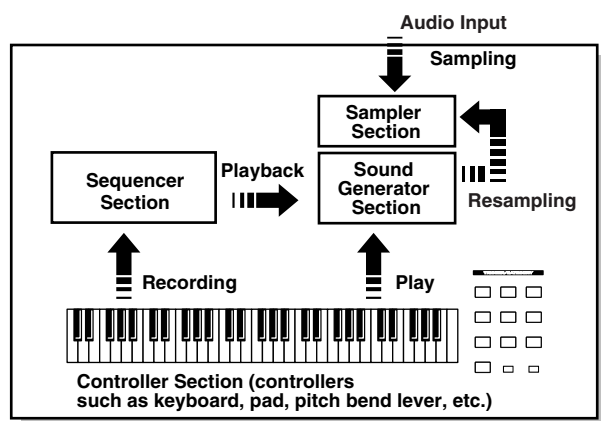 Audio Input
Sampling
Sampler
Section
Playback
Sequencer
Section
Sound
Generator
Section
Resampling
Recording
Play
Controller Section (controllers
such as keyboard, pad, pitch bend lever, etc.)